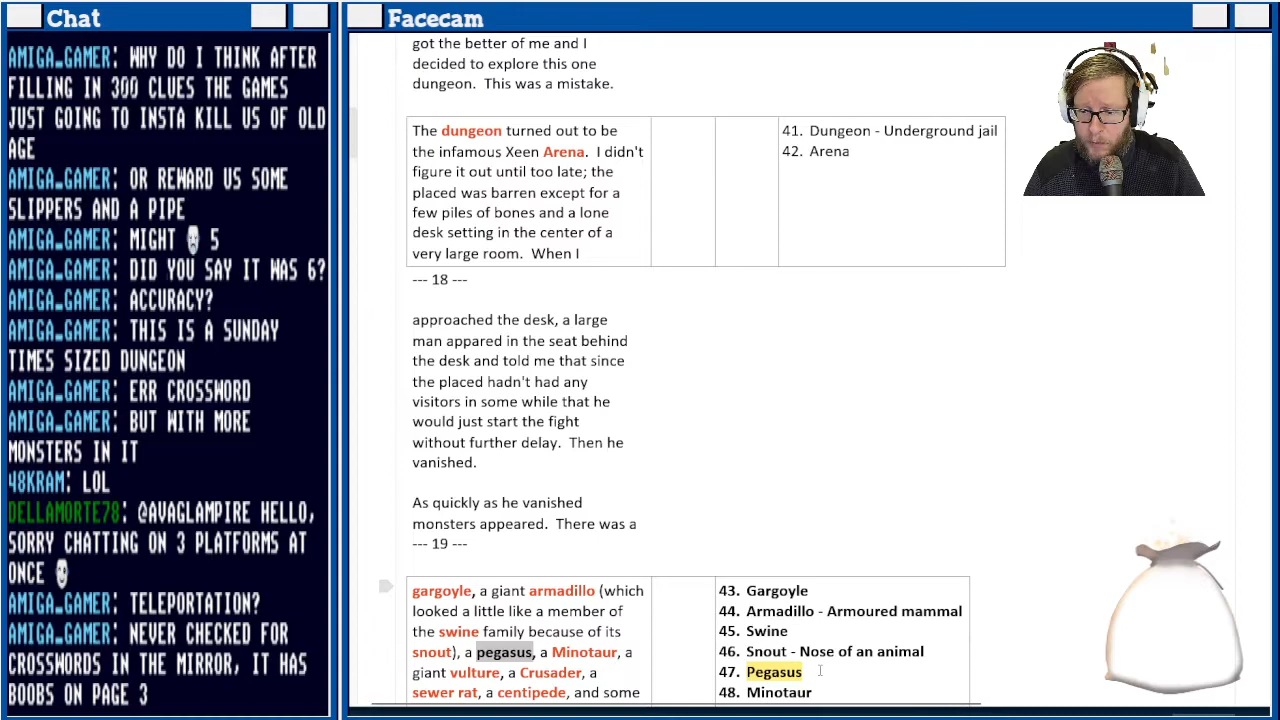 Chat
AMIGA_GAMER: WHY DO I THINK AFTER
FILLING IN 300 CLUES THE GAMES
JUST GOING TO INSTA KILL US OF OLD
AGE
AMIGA_GAMER: OR REWARD US SOME
SLIPPERS AND A PIPE
AMIGA_GAMER: MIGHT 5
AMIGA_GAMER: DID YOU SAY IT WAS 6?
AMIGA_GAMER: ACCURACY?
AMIGA_GAMER: THIS IS A SUNDAY
TIMES SIZED DUNGEON
AMIGA_GAMER: ERR CROSSWORD
AMIGA_GAMER: BUT WITH MORE
MONSTERS IN IT
48KRAM: LOL
DELLAMORTE78: @AVAGLAMPIRE HELLO,
SORRY CHATTING ON 3 PLATFORMS AT
ONCE
AMIGA_GAMER: TELEPORTATION?
AMIGA_GAMER: NEVER CHECKED FOR
CROSSWORDS IN THE MIRROR, IT HAS
BOOBS ON PAGE 3
Facecam
got the better of me and I
decided to explore this one
dungeon. This was a mistake.
The dungeon turned out to be
the infamous Xeen Arena. I didn't
figure it out until too late; the
placed was barren except for a
few piles of bones and a lone
desk setting in the center of a
very large room. When I
41. Dungeon - Underground jail
42. Arena
--- 18 ---
approached the desk, a large
man appared in the seat behind
the desk and told me that since
the placed hadn't had any
visitors in some while that he
would just start the fight
without further delay. Then he
vanished.
As quickly as he vanished
monsters appeared. There was a
--- 19 ---
gargoyle, a giant armadillo (which
looked a little like a member of
the swine family because of its
snout), a pegasus, a Minotaur, a
giant vulture, a Crusader, a
sewer rat, a centipede, and some
43. Gargoyle
44. Armadillo - Armoured mammal
45. Swine
46. Snout - Nose of an animal
47. Pegasus
48. Minotaur